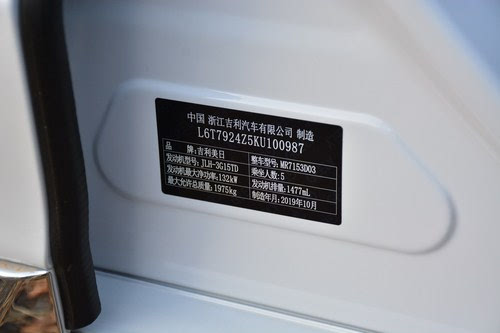 中国 浙江吉利汽车有限公司 制造
L6T7924Z5KU100987
品牌:吉利美日 整车型号:MR7153D03
发动机型号:JLH-3G15TD 乘坐人数:5
发动机最大净功率:132kW 发动机排量:1477mL
最大允许总质量:1975kg 制造年月:2019年10月